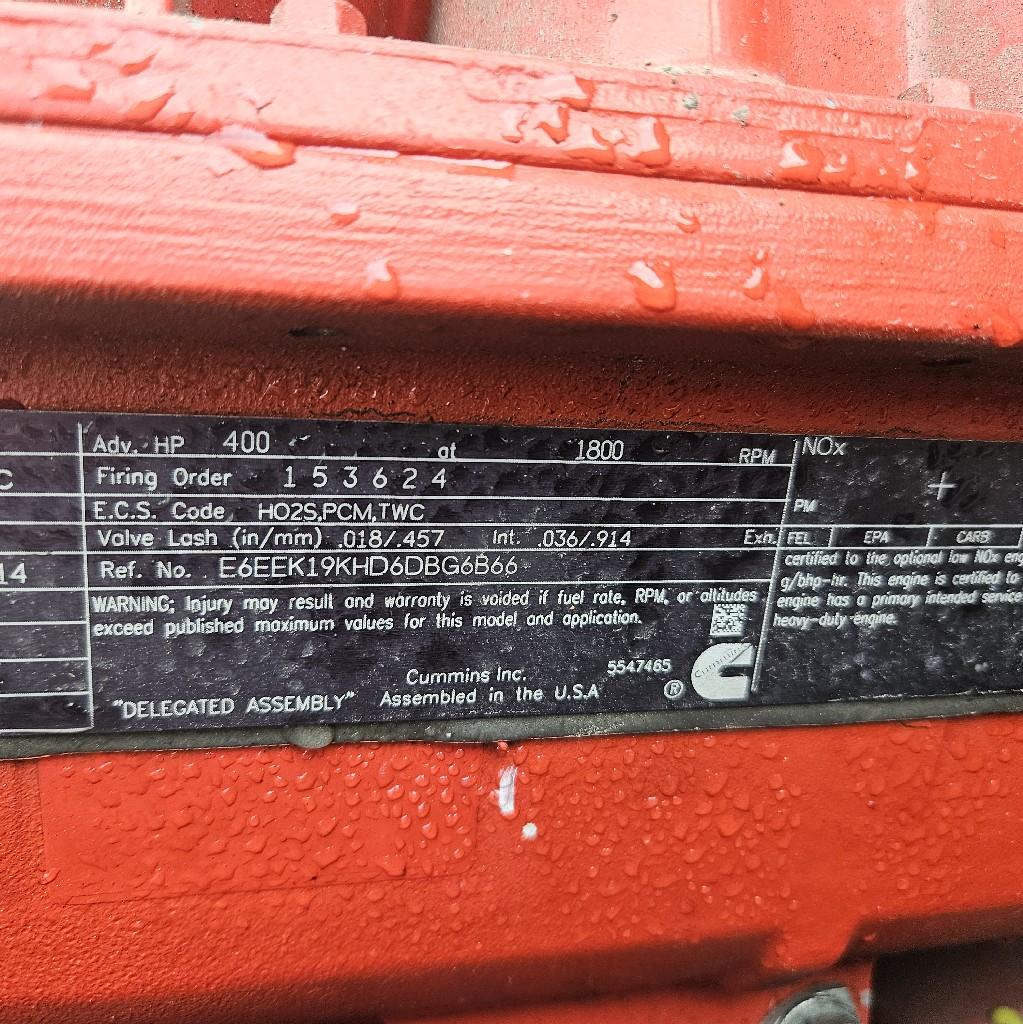 C
14
Adv. HP 400 at 1800 RPM
Firing Order 1 5 3 6 2 4
E.C.S. Code HO2S,PCM,TWC
Valve Lash (in/mm) .018/.457 Int. .036/.914 Exh.
Ref. No. E6EEK19KHD6DBG6B66
WARNING: Injury may result and warranty is voided if fuel rate, RPM, or altitudes
exceed published maximum values for this model and application.
Cummins Inc. 5547465
"DELEGATED ASSEMBLY" Assembled in the U.S.A ®
Cummins
NOx
PM
FEL EPA CARB
certified to the optional low NOx eng
g/bhp-hr. This engine is certified to
engine has a primary intended service
heavy-duty engine.